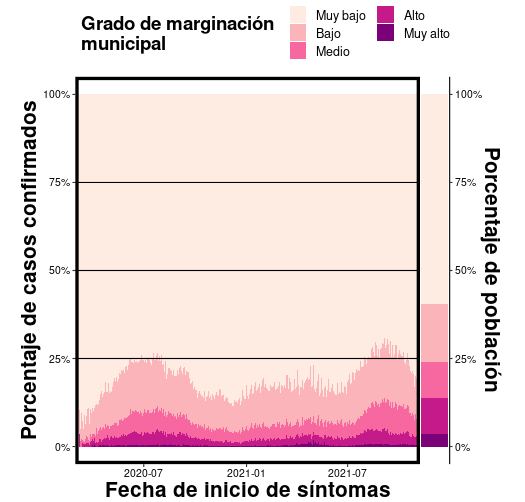 Grado de marginación
municipal
Muy bajo
Bajo
Medio
Alto
Muy alto
Porcentaje de casos confirmados
100%
75%
50%
25%
0%
100%
75%
50%
25%
0%
Porcentaje de población
2020-07
2021-01
2021-07
Fecha de inicio de síntomas